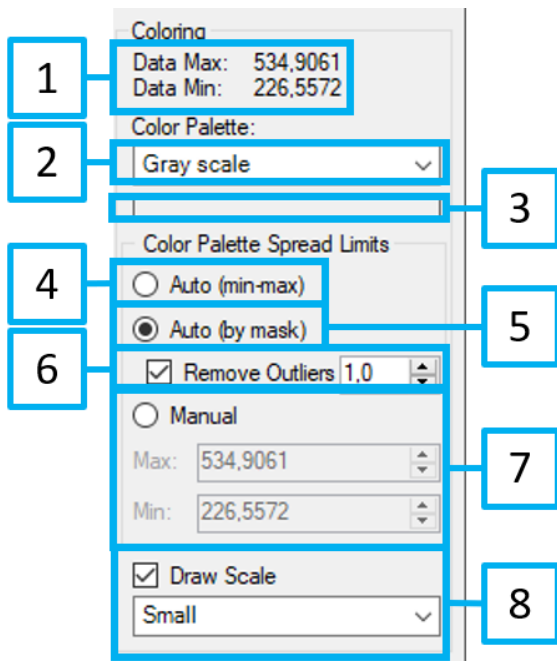 Coloring
1
Data Max: 534,9061
Data Min: 226,5572
Color Palette:
2
Gray scale
3
Color Palette Spread Limits
4
Auto (min-max)
5
Auto (by mask)
6
Remove Outliers 1,0
Manual
7
Max: 534,9061
Min: 226,5572
Draw Scale
8
Small